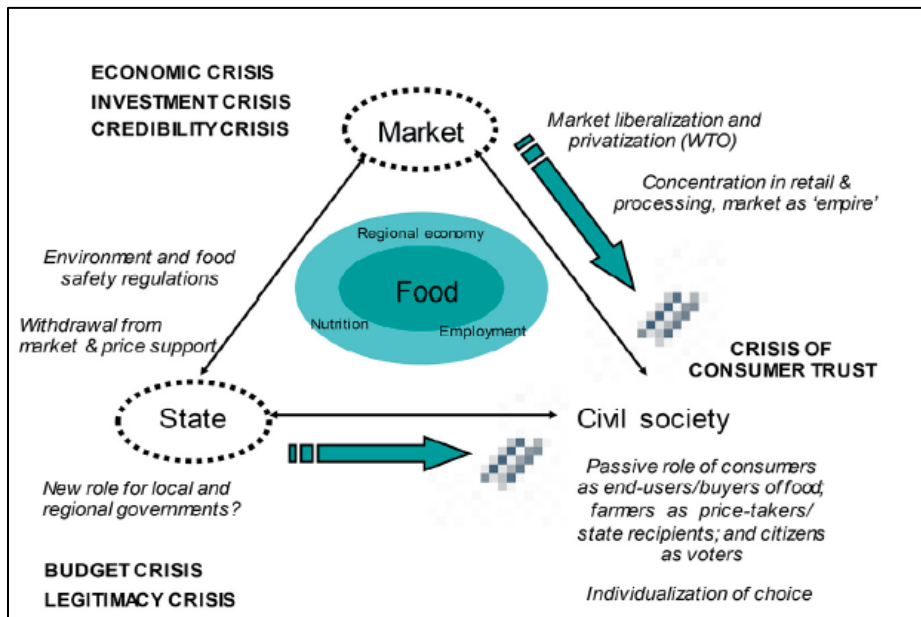 ECONOMIC CRISIS
INVESTMENT CRISIS
CREDIBILITY CRISIS
Market
Market liberalization and
privatization (WTO)
Concentration in retail &
processing, market as ‘empire’
Regional economy
Food
Nutrition
Employment
Environment and food
safety regulations
Withdrawal from
market & price support
CRISIS OF
CONSUMER TRUST
State
Civil society
New role for local and
regional governments?
Passive role of consumers
as end-users/buyers of food;
farmers as price-takers/
state recipients; and citizens
as voters
Individualization of choice
BUDGET CRISIS
LEGITIMACY CRISIS